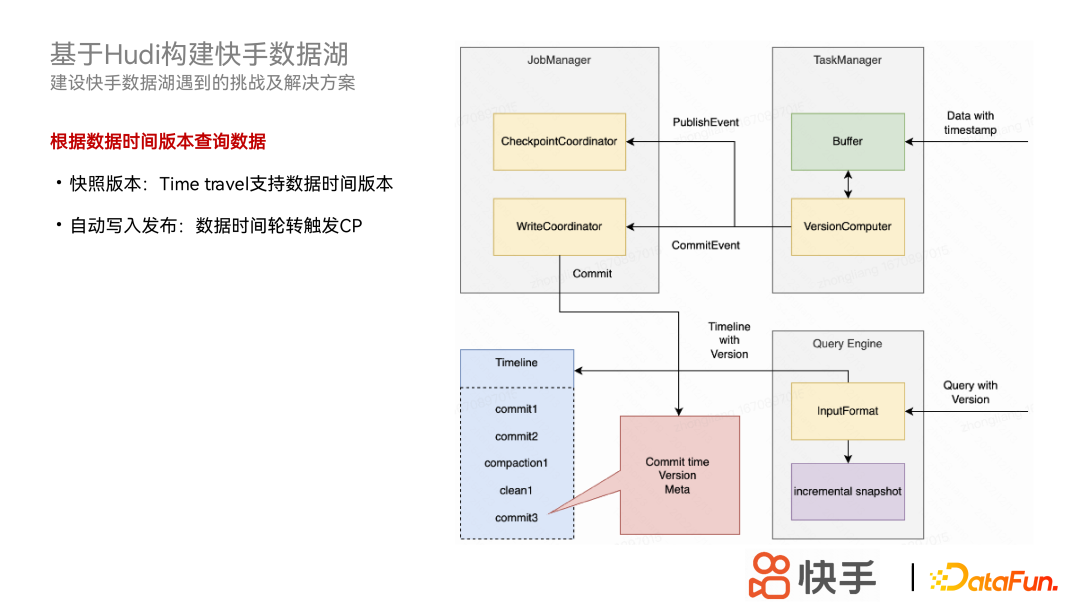 基于Hudi构建快手数据湖
建设快手数据湖遇到的挑战及解决方案
根据数据时间版本查询数据
• 快照版本：Time travel支持数据时间版本
• 自动写入发布：数据时间轮转触发CP
JobManager
CheckpointCoordinator
WriteCoordinator
PublishEvent
CommitEvent
Commit
TaskManager
Buffer
VersionComputer
Data with
timestamp
Timeline
with
Version
Timeline
commit1
commit2
compaction1
clean1
commit3
Commit time
Version
Meta
Query Engine
InputFormat
incremental snapshot
Query with
Version
快手
DataFun.